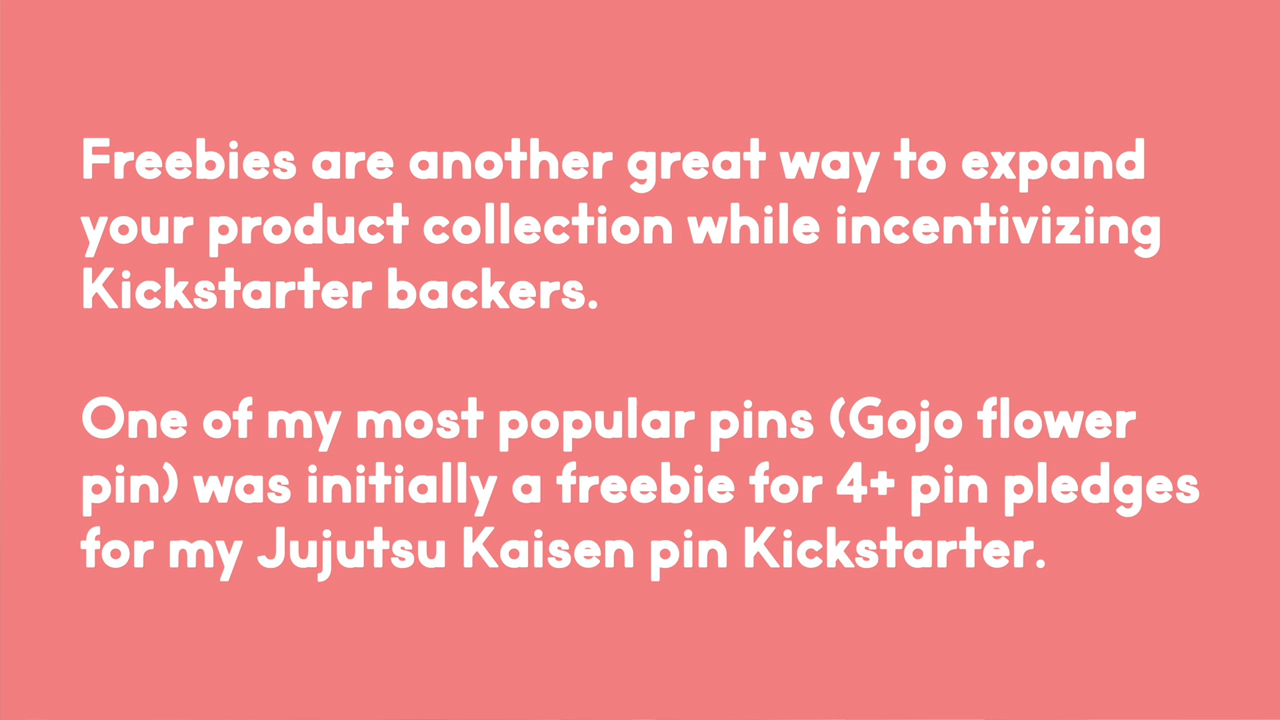 Freebies are another great way to expand
your product collection while incentivizing
Kickstarter backers.
One of my most popular pins (Gojo flower
pin) was initially a freebie for 4+ pin pledges
for my Jujutsu Kaisen pin Kickstarter.